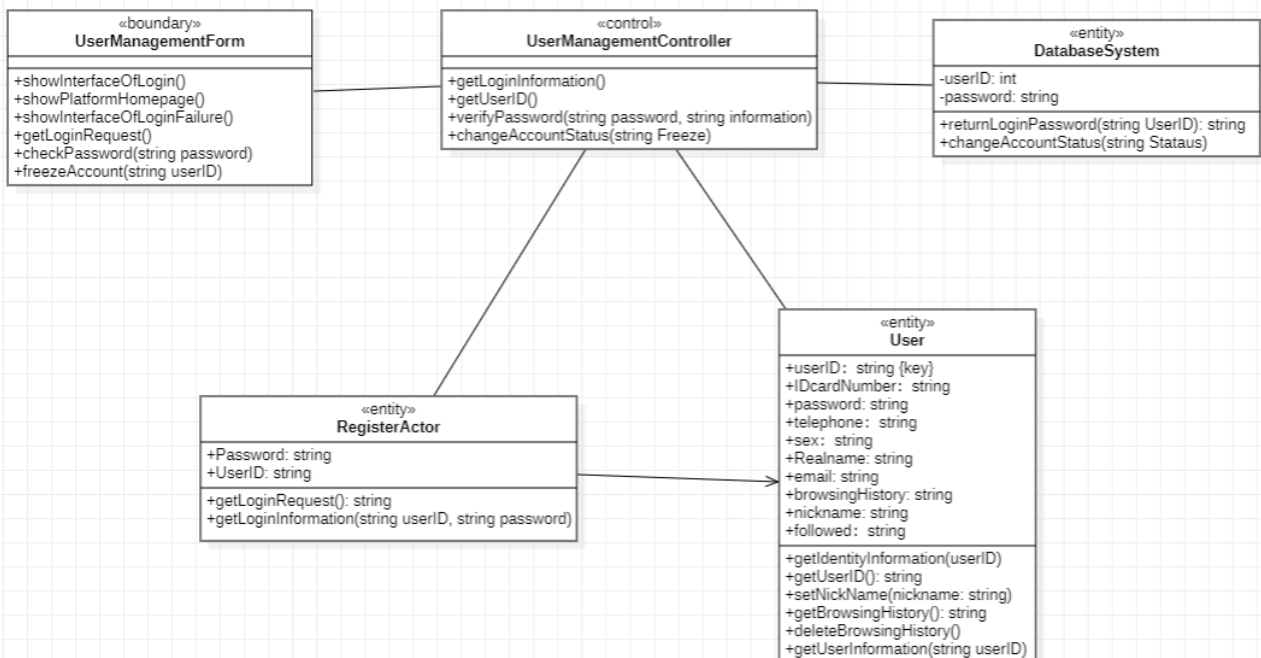 «boundary»
UserManagementForm
+showInterfaceOfLogin()
+showPlatformHomepage()
+showInterfaceOfLoginFailure()
+getLoginRequest()
+checkPassword(string password)
+freezeAccount(string userID)
«control»
UserManagementController
+getLoginInformation()
+getUserID()
+verifyPassword(string password, string information)
+changeAccountStatus(string Freeze)
«entity»
DatabaseSystem
-userID: int
-password: string
+returnLoginPassword(string UserID): string
+changeAccountStatus(string Stataus)
«entity»
RegisterActor
+Password: string
+UserID: string
+getLoginRequest(): string
+getLoginInformation(string userID, string password)
«entity»
User
+userID： string {key}
+IDcardNumber： string
+password: string
+telephone： string
+sex： string
+Realname: string
+email: string
+browsingHistory: string
+nickname: string
+followed： string
+getIdentityInformation(userID)
+getUserID(): string
+setNickName(nickname: string)
+getBrowsingHistory(): string
+deleteBrowsingHistory()
+getUserInformation(string userID)